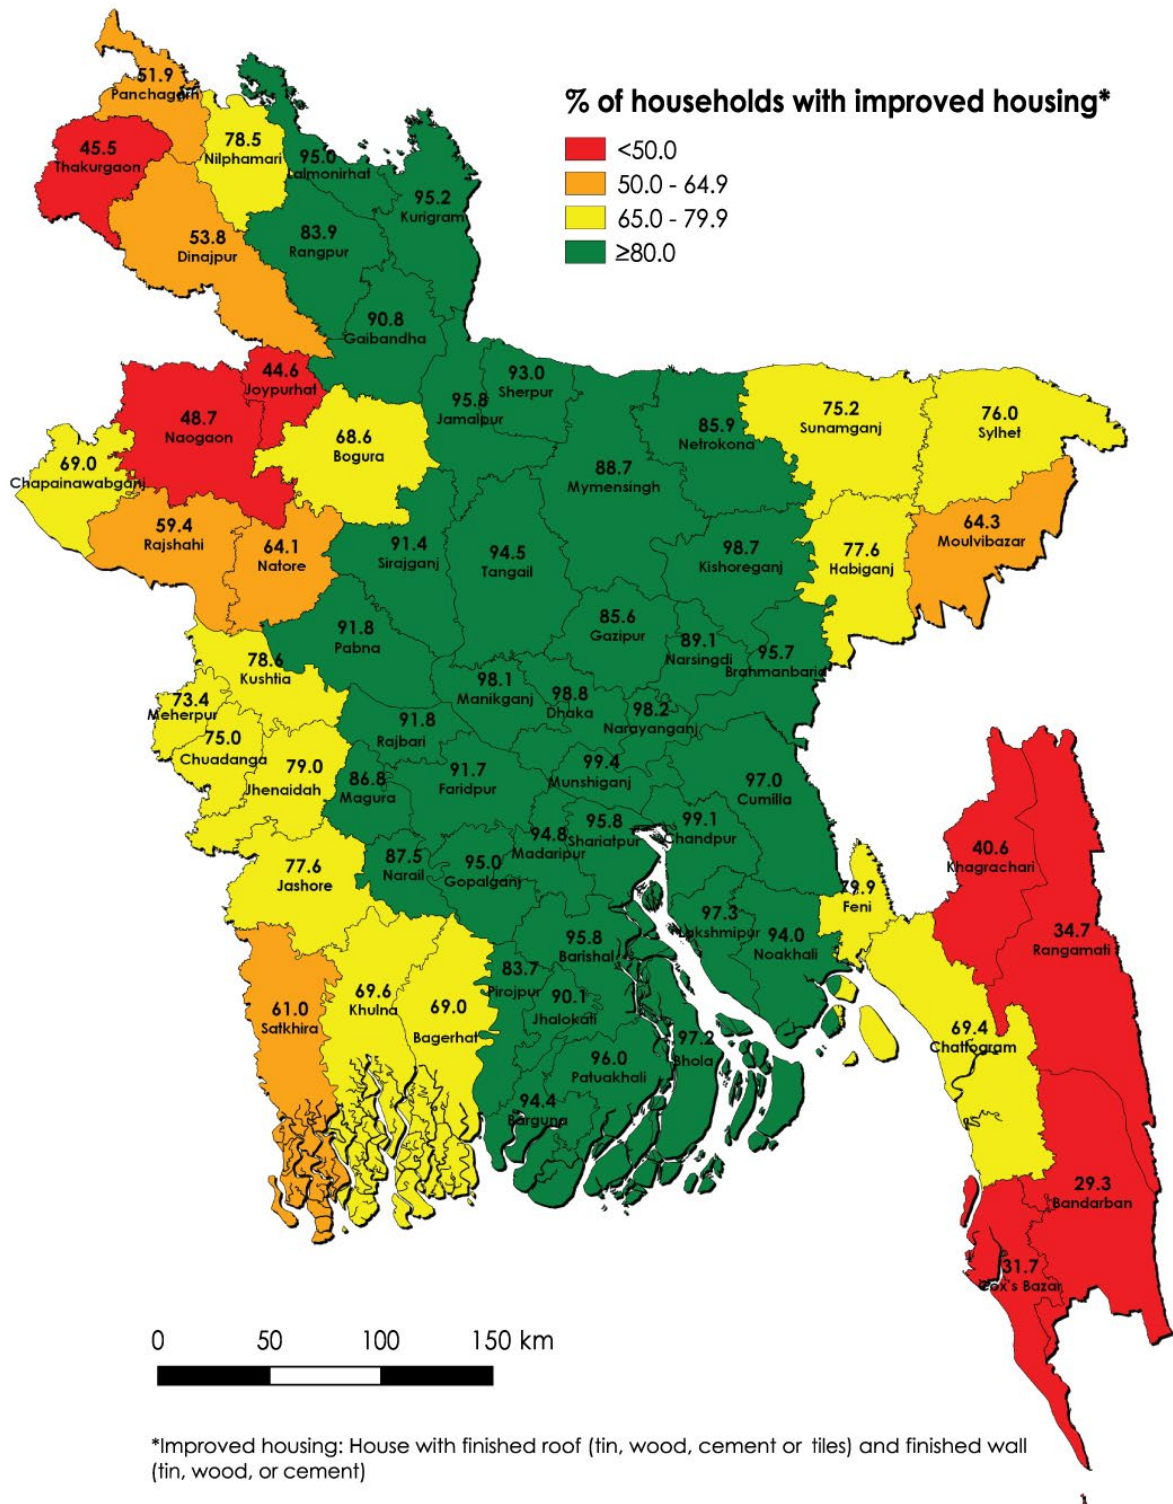 % of households with improved housing*
<50.0
50.0 - 64.9
65.0 - 79.9
≥80.0
51.9
Panchagarh
45.5
Thakurgaon
78.5
Nilphamari
95.0
Lalmonirhat
95.2
Kurigram
53.8
Dinajpur
83.9
Rangpur
90.8
Gaibandha
44.6
Joypurhat
48.7
Naogaon
68.6
Bogura
69.0
Chapainawabganj
95.8
Jamalpur
93.0
Sherpur
88.7
Mymensingh
85.9
Netrokona
75.2
Sunamganj
76.0
Sylhet
59.4
Rajshahi
64.1
Natore
91.4
Sirajganj
94.5
Tangail
98.7
Kishoreganj
77.6
Habiganj
64.3
Moulvibazar
91.8
Pabna
85.6
Gazipur
89.1
Narsingdi
95.7
Brahmanbaria
78.6
Kushtia
73.4
Meherpur
75.0
Chuadanga
79.0
Jhenaidah
98.1
Manikganj
98.8
Dhaka
98.2
Narayanganj
91.8
Rajbari
86.8
Magura
91.7
Faridpur
99.4
Munshiganj
97.0
Cumilla
77.6
Jashore
87.5
Narail
95.0
Gopalganj
94.8
Madaripur
95.8
Shariatpur
99.1
Chandpur
40.6
Khagrachari
79.9
Feni
34.7
Rangamati
97.3
Lakshmipur
94.0
Noakhali
95.8
Barishal
83.7
Pirojpur
90.1
Jhalokati
61.0
Satkhira
69.6
Khulna
69.0
Bagerhat
96.0
Patuakhali
97.2
Bhola
94.4
Barguna
69.4
Chattogram
29.3
Bandarban
31.7
Cox's Bazar
0 50 100 150 km
*Improved housing: House with finished roof (tin, wood, cement or tiles) and finished wall
(tin, wood, or cement)